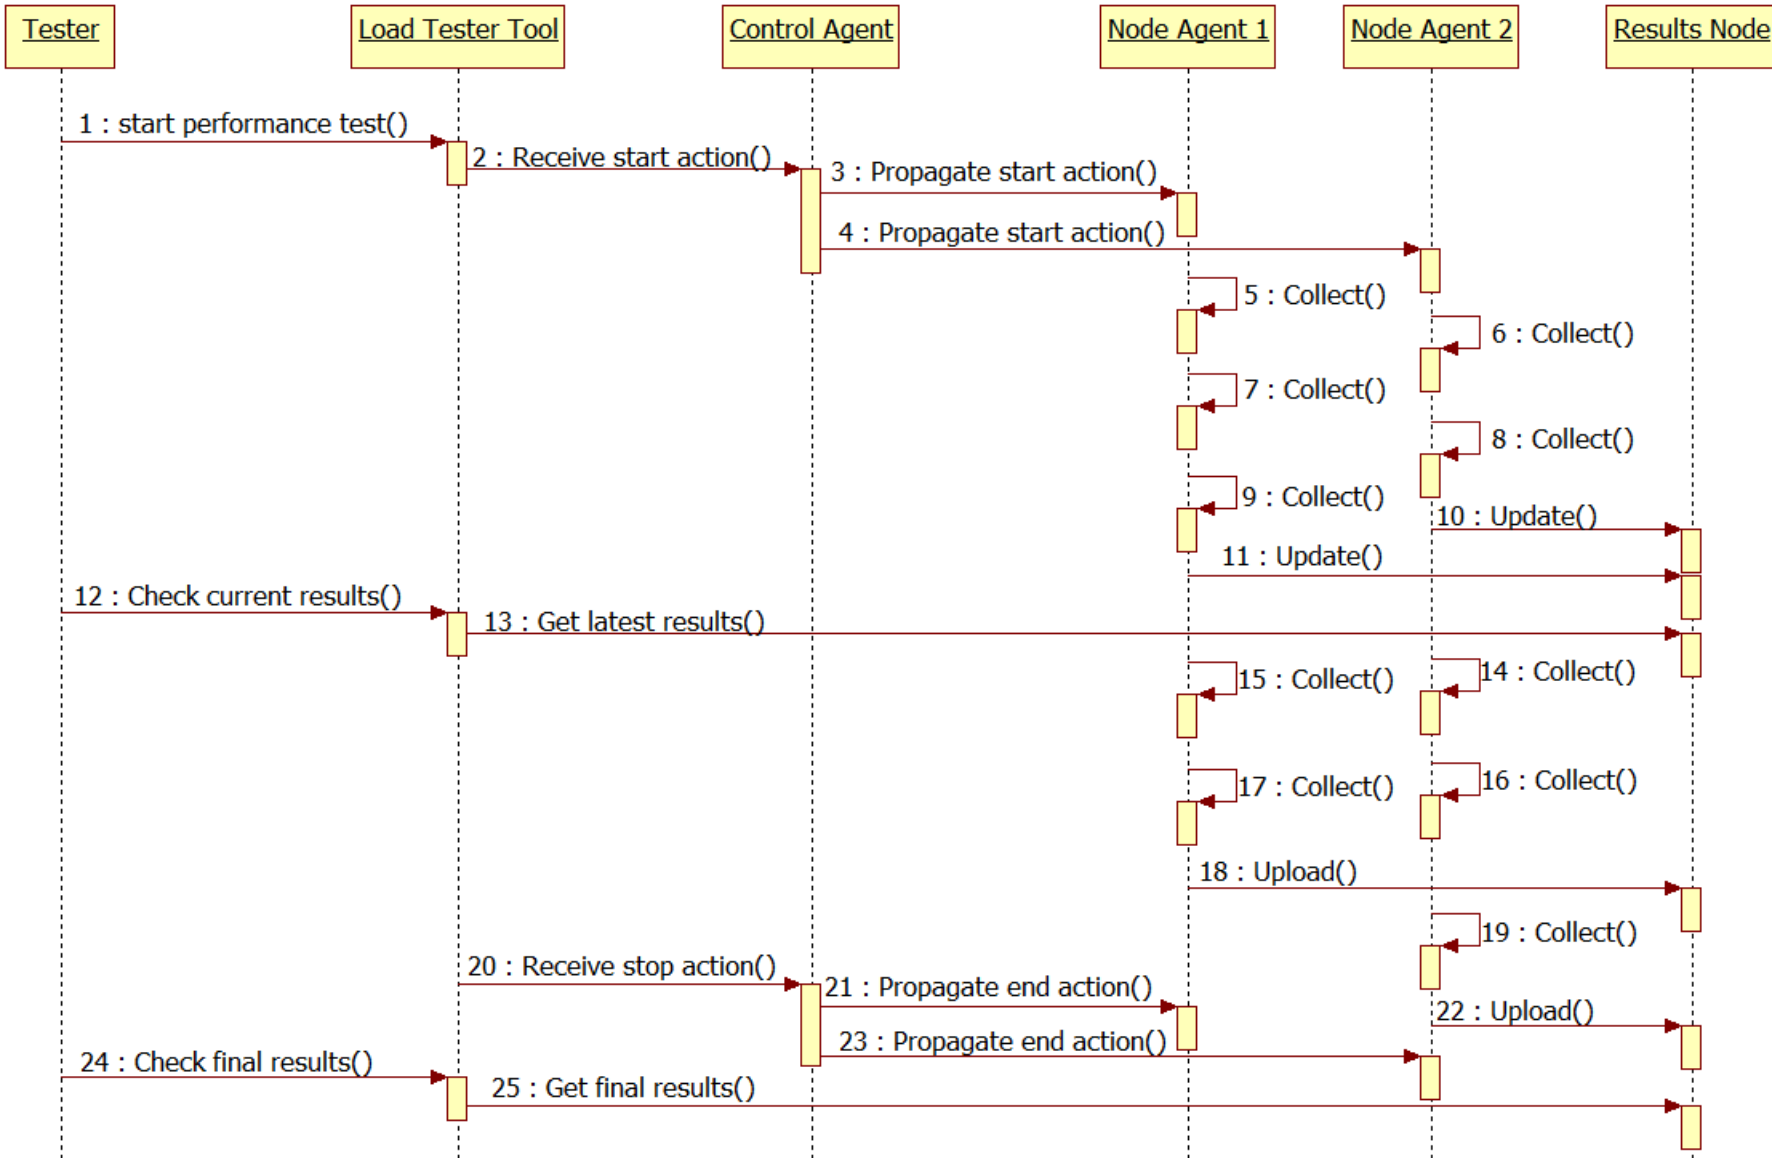 Tester
Load Tester Tool
Control Agent
Node Agent 1
Node Agent 2
Results Node
1 : start performance test()
2 : Receive start action()
3 : Propagate start action()
4 : Propagate start action()
5 : Collect()
6 : Collect()
7 : Collect()
8 : Collect()
9 : Collect()
10 : Update()
11 : Update()
12 : Check current results()
13 : Get latest results()
14 : Collect()
15 : Collect()
16 : Collect()
17 : Collect()
18 : Upload()
19 : Collect()
20 : Receive stop action()
21 : Propagate end action()
22 : Upload()
23 : Propagate end action()
24 : Check final results()
25 : Get final results()